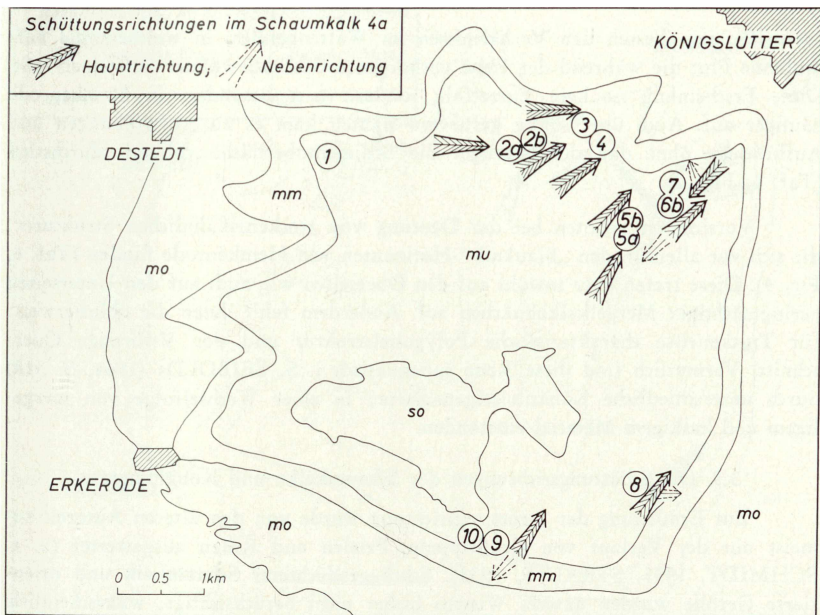 Schüttungsrichtungen im Schaumkalk 4a
Hauptrichtung; Nebenrichtung
KÖNIGSLUTTER
DESTEDT
1
mm
mo
2a
2b
3
4
mu
7
6b
5b
5a
so
ERKERODE
mo
8
mo
10
9
mm
0 0.5 1km